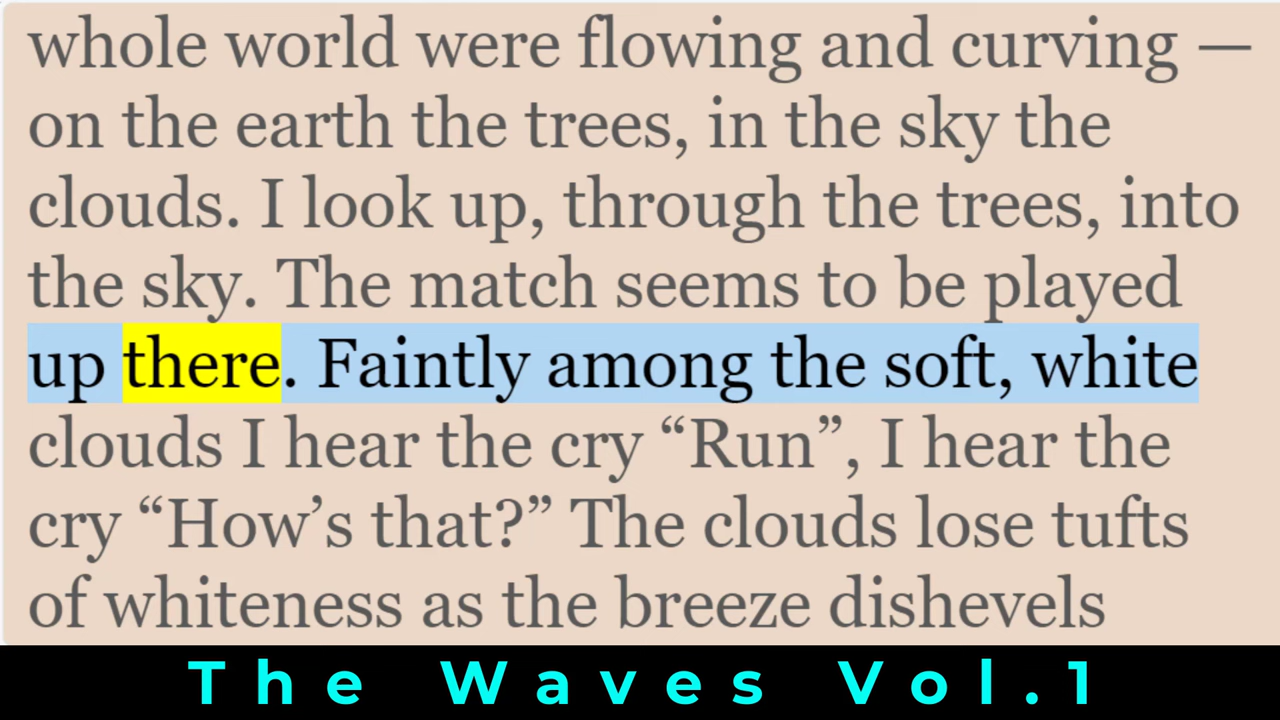 whole world were flowing and curving —
on the earth the trees, in the sky the
clouds. I look up, through the trees, into
the sky. The match seems to be played
up there. Faintly among the soft, white
clouds I hear the cry “Run”, I hear the
cry “How’s that?” The clouds lose tufts
of whiteness as the breeze dishevels
The Waves Vol.1